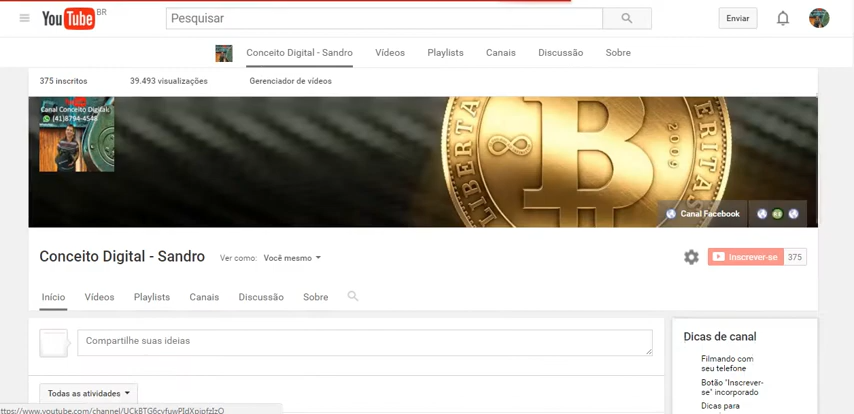 YouTube BR
Pesquisar
Enviar
Conceito Digital - Sandro Vídeos Playlists Canais Discussão Sobre
375 inscritos 39.493 visualizações Gerenciador de vídeos
Canal Conceito Digital
(41)8794-4548
LIBERTA
B
2009
ERITAS
Canal Facebook
Conceito Digital - Sandro Ver como: Você mesmo
Inscrever-se 375
Início Vídeos Playlists Canais Discussão Sobre
Compartilhe suas ideias
Dicas de canal
Filmando com
seu telefone
Botão "Inscrever-
se" incorporado
Dicas para
Todas as atividades